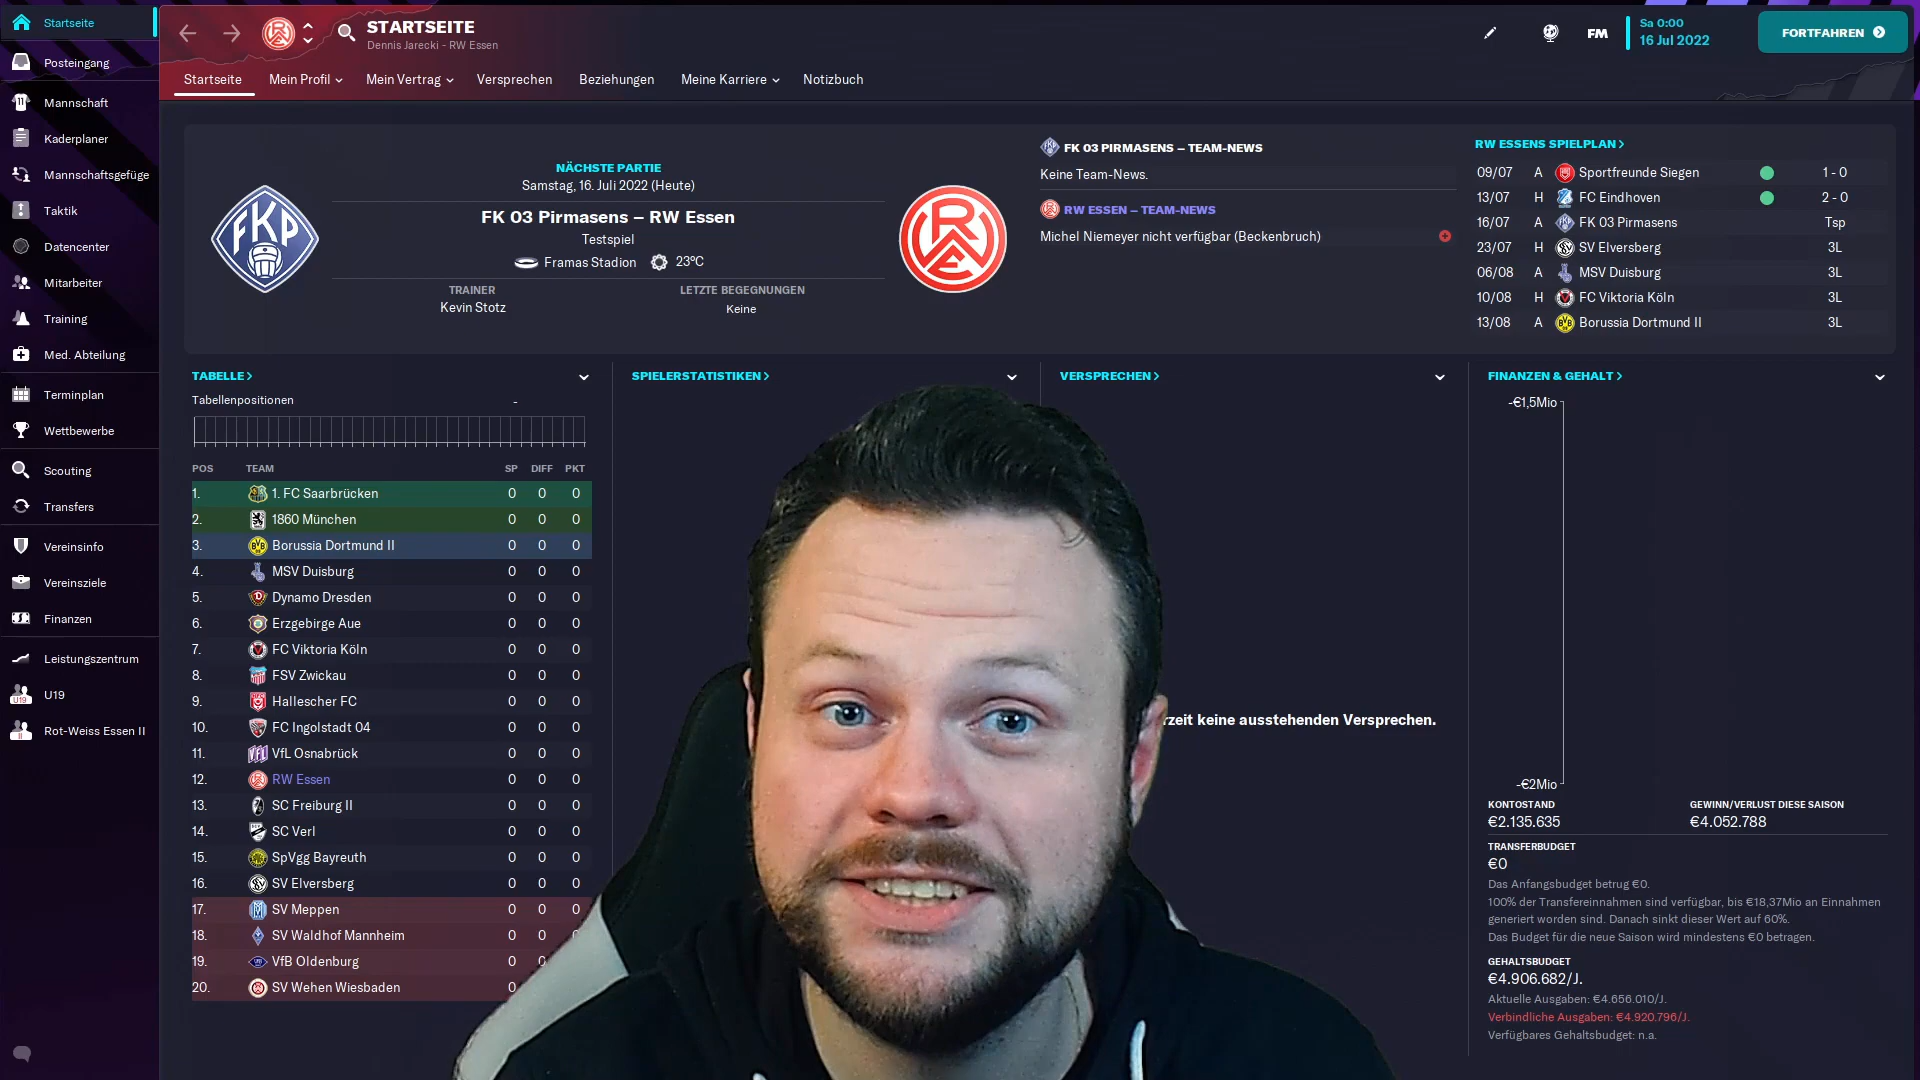 Startseite
Posteingang
Mannschaft
Kaderplaner
Mannschaftsgefüge
Taktik
Datencenter
Mitarbeiter
Training
Med. Abteilung
Terminplan
Wettbewerbe
Scouting
Transfers
Vereinsinfo
Vereinsziele
Finanzen
Leistungszentrum
U19
Rot-Weiss Essen II
STARTSEITE
Dennis Jarecki - RW Essen
FM
Sa 0:00
16 Jul 2022
FORTFAHREN
Startseite Mein Profil Mein Vertrag Versprechen Beziehungen Meine Karriere Notizbuch
FKP
NÄCHSTE PARTIE
Samstag, 16. Juli 2022 (Heute)
FK 03 Pirmasens – RW Essen
Testspiel
Framas Stadion 23°C
TRAINER
Kevin Stotz
LETZTE BEGEGNUNGEN
Keine
RWE
FK 03 PIRMASENS – TEAM-NEWS
Keine Team-News.
RW ESSEN – TEAM-NEWS
Michel Niemeyer nicht verfügbar (Beckenbruch)
RW ESSENS SPIELPLAN
09/07 A Sportfreunde Siegen 1 - 0
13/07 H FC Eindhoven 2 - 0
16/07 A FK 03 Pirmasens Tsp
23/07 H SV Elversberg 3L
06/08 A MSV Duisburg 3L
10/08 H FC Viktoria Köln 3L
13/08 A Borussia Dortmund II 3L
TABELLE
Tabellenpositionen -
POS TEAM SP DIFF PKT
1. 1. FC Saarbrücken 0 0 0
2. 1860 München 0 0 0
3. Borussia Dortmund II 0 0 0
4. MSV Duisburg 0 0 0
5. Dynamo Dresden 0 0 0
6. Erzgebirge Aue 0 0 0
7. FC Viktoria Köln 0 0 0
8. FSV Zwickau 0 0 0
9. Hallescher FC 0 0 0
10. FC Ingolstadt 04 0 0 0
11. VfL Osnabrück 0 0 0
12. RW Essen 0 0 0
13. SC Freiburg II 0 0 0
14. SC Verl 0 0 0
15. SpVgg Bayreuth 0 0 0
16. SV Elversberg 0 0 0
17. SV Meppen 0 0 0
18. SV Waldhof Mannheim 0 0 0
19. VfB Oldenburg 0 0
20. SV Wehen Wiesbaden 0
SPIELERSTATISTIKEN
VERSPRECHEN
rzeit keine ausstehenden Versprechen.
FINANZEN & GEHALT
-€1,5Mio
-€2Mio
KONTOSTAND
€2.135.635
GEWINN/VERLUST DIESE SAISON
€4.052.788
TRANSFERBUDGET
€0
Das Anfangsbudget betrug €0.
100% der Transfereinnahmen sind verfügbar, bis €18,37Mio an Einnahmen
generiert worden sind. Danach sinkt dieser Wert auf 60%.
Das Budget für die neue Saison wird mindestens €0 betragen.
GEHALTSBUDGET
€4.906.682/J.
Aktuelle Ausgaben: €4.656.010/J.
Verbindliche Ausgaben: €4.920.796/J.
Verfügbares Gehaltsbudget: n.a.